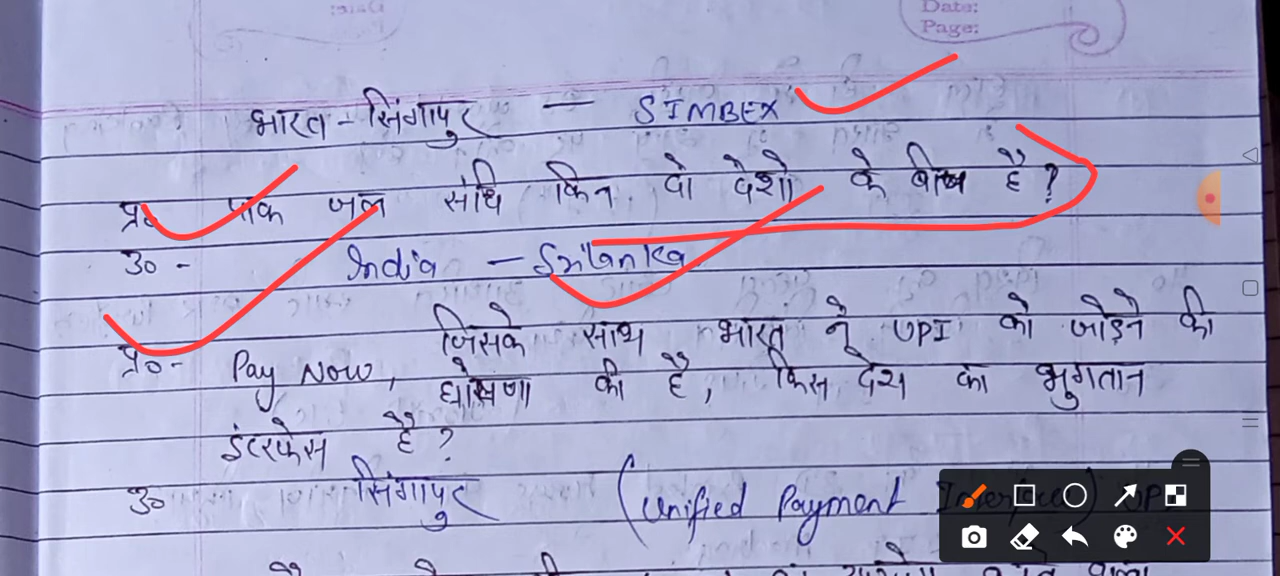 Date:
Page:
भारत - सिंगापुर — SIMBEX
प्र० पाक जल संधि किन दो देशो के बीच है ?
उ० - India - Srilanka
प्र० - Pay Now, जिसके साथ भारत ने UPI को जोड़ने की
घोषणा की है, किस देश का भुगतान
इंटरफेस है ?
उ० सिंगापुर (Unified Payment Interface) UPI